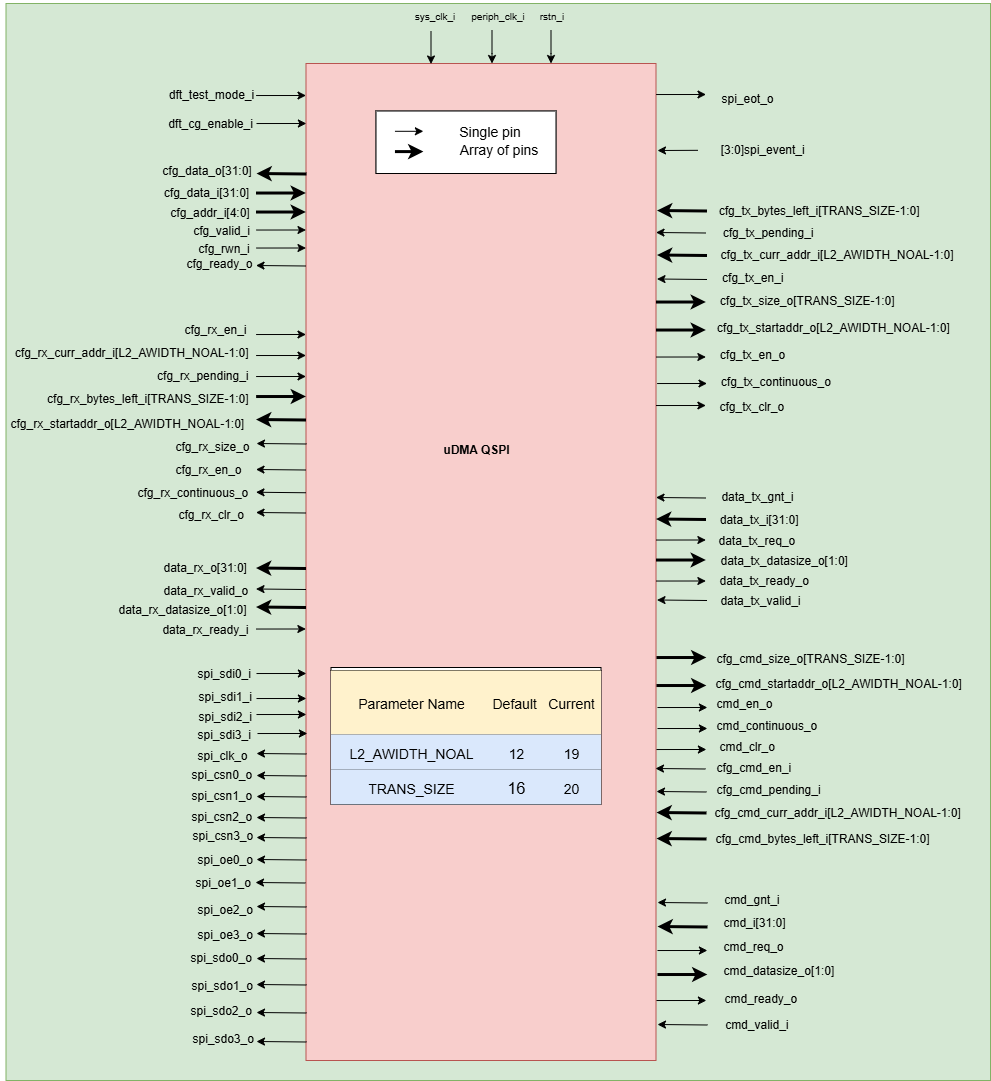 sys_clk_i periph_clk_i rstn_i
dft_test_mode_i
dft_cg_enable_i
cfg_data_o[31:0]
cfg_data_i[31:0]
cfg_addr_i[4:0]
cfg_valid_i
cfg_rwn_i
cfg_ready_o
cfg_rx_en_i
cfg_rx_curr_addr_i[L2_AWIDTH_NOAL-1:0]
cfg_rx_pending_i
cfg_rx_bytes_left_i[TRANS_SIZE-1:0]
cfg_rx_startaddr_o[L2_AWIDTH_NOAL-1:0]
cfg_rx_size_o
cfg_rx_en_o
cfg_rx_continuous_o
cfg_rx_clr_o
data_rx_o[31:0]
data_rx_valid_o
data_rx_datasize_o[1:0]
data_rx_ready_i
spi_sdi0_i
spi_sdi1_i
spi_sdi2_i
spi_sdi3_i
spi_clk_o
spi_csn0_o
spi_csn1_o
spi_csn2_o
spi_csn3_o
spi_oe0_o
spi_oe1_o
spi_oe2_o
spi_oe3_o
spi_sdo0_o
spi_sdo1_o
spi_sdo2_o
spi_sdo3_o
Single pin
Array of pins
uDMA QSPI
Parameter Name Default Current
L2_AWIDTH_NOAL 12 19
TRANS_SIZE 16 20
spi_eot_o
[3:0]spi_event_i
cfg_tx_bytes_left_i[TRANS_SIZE-1:0]
cfg_tx_pending_i
cfg_tx_curr_addr_i[L2_AWIDTH_NOAL-1:0]
cfg_tx_en_i
cfg_tx_size_o[TRANS_SIZE-1:0]
cfg_tx_startaddr_o[L2_AWIDTH_NOAL-1:0]
cfg_tx_en_o
cfg_tx_continuous_o
cfg_tx_clr_o
data_tx_gnt_i
data_tx_i[31:0]
data_tx_req_o
data_tx_datasize_o[1:0]
data_tx_ready_o
data_tx_valid_i
cfg_cmd_size_o[TRANS_SIZE-1:0]
cfg_cmd_startaddr_o[L2_AWIDTH_NOAL-1:0]
cmd_en_o
cmd_continuous_o
cmd_clr_o
cfg_cmd_en_i
cfg_cmd_pending_i
cfg_cmd_curr_addr_i[L2_AWIDTH_NOAL-1:0]
cfg_cmd_bytes_left_i[TRANS_SIZE-1:0]
cmd_gnt_i
cmd_i[31:0]
cmd_req_o
cmd_datasize_o[1:0]
cmd_ready_o
cmd_valid_i